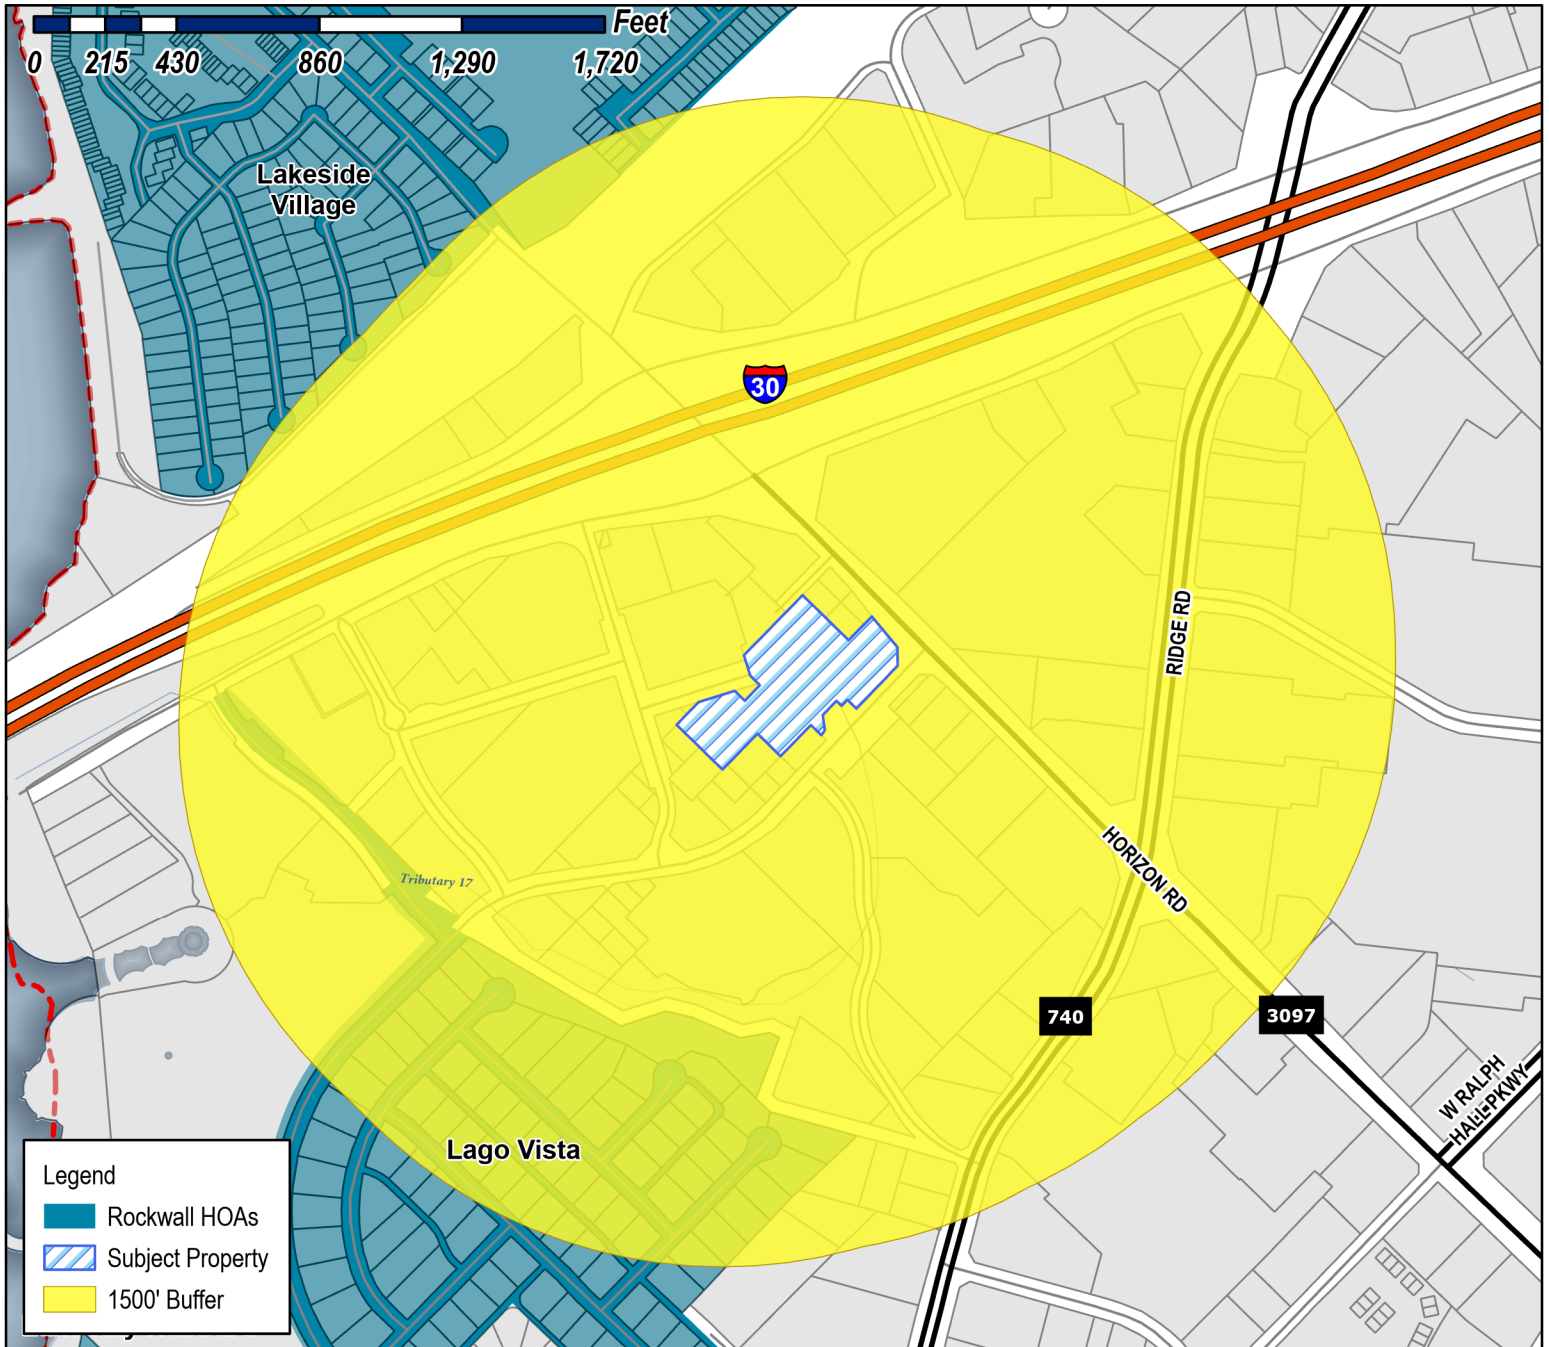 Feet
0 215 430 860 1,290 1,720
Lakeside
Village
30
RIDGE RD
HORIZON RD
Tributary 17
740
3097
W RALPH
HALL PKWY
Lago Vista
Legend
Rockwall HOAs
Subject Property
1500' Buffer